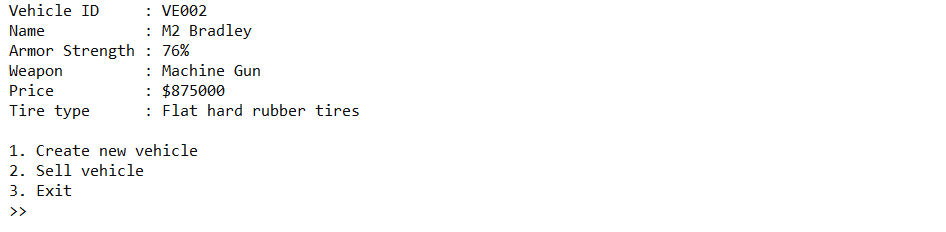 Vehicle ID     : VE002
Name           : M2 Bradley
Armor Strength : 76%
Weapon         : Machine Gun
Price          : $875000
Tire type      : Flat hard rubber tires
1. Create new vehicle
2. Sell vehicle
3. Exit
>>